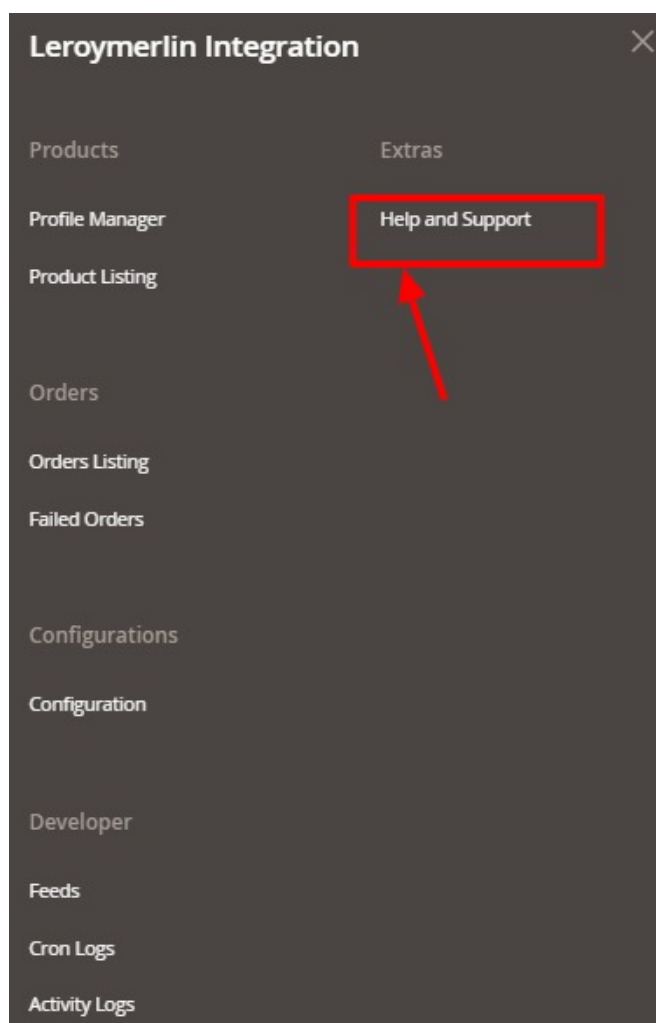 Leroymerlin Integration
Products
Profile Manager
Product Listing
Orders
Orders Listing
Failed Orders
Configurations
Configuration
Developer
Feeds
Cron Logs
Activity Logs
Extras
Help and Support